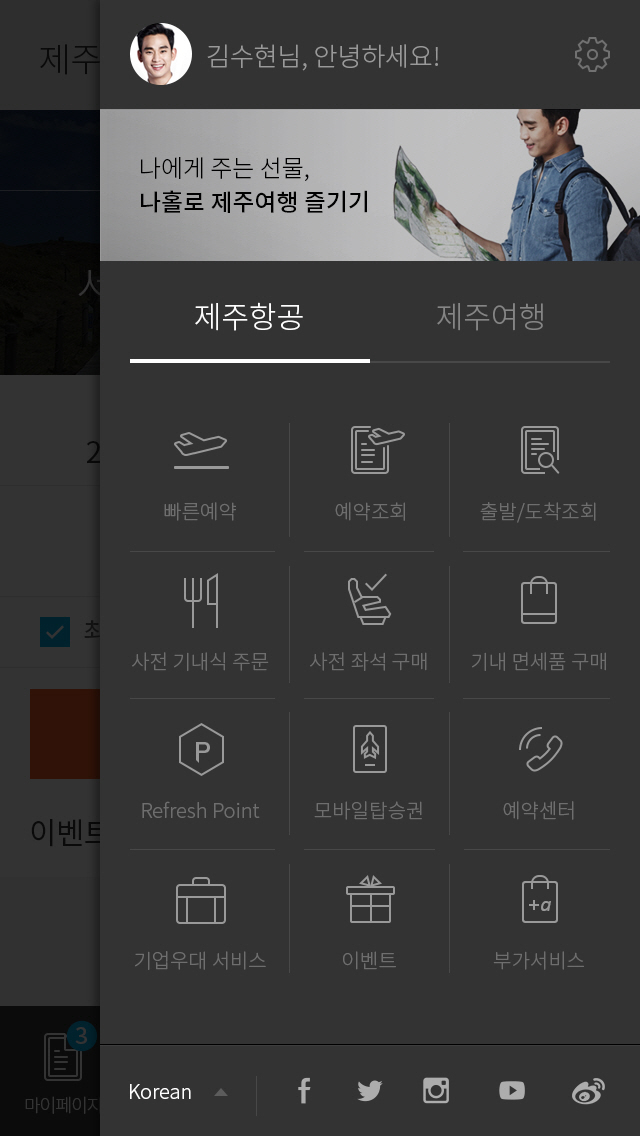 제주
김수현님, 안녕하세요!
나에게 주는 선물,
나홀로 제주여행 즐기기
제주항공
제주여행
2
빠른예약
예약조회
출발/도착조회
최
사전 기내식 주문
사전 좌석 구매
기내 면세품 구매
P
Refresh Point
모바일탑승권
예약센터
이벤트
+a
기업우대 서비스
이벤트
부가서비스
3
마이페이지
Korean